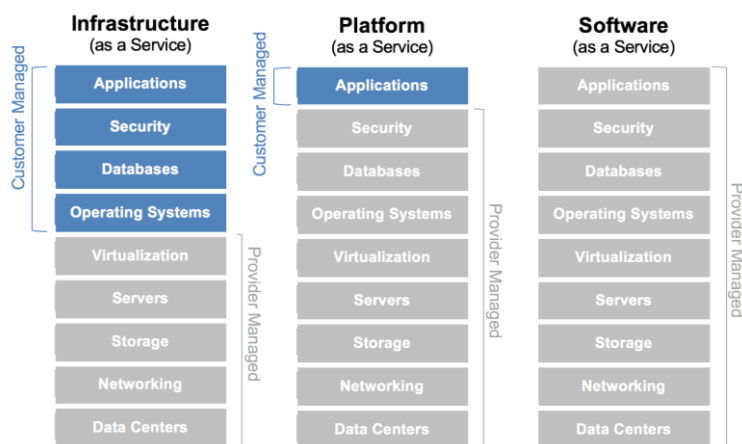 Infrastructure
(as a Service)
Customer Managed
Applications
Security
Databases
Operating Systems
Virtualization
Servers
Storage
Networking
Data Centers
Provider Managed
Platform
(as a Service)
Customer Managed
Applications
Security
Databases
Operating Systems
Virtualization
Servers
Storage
Networking
Data Centers
Provider Managed
Software
(as a Service)
Applications
Security
Databases
Operating Systems
Virtualization
Servers
Storage
Networking
Data Centers
Provider Managed